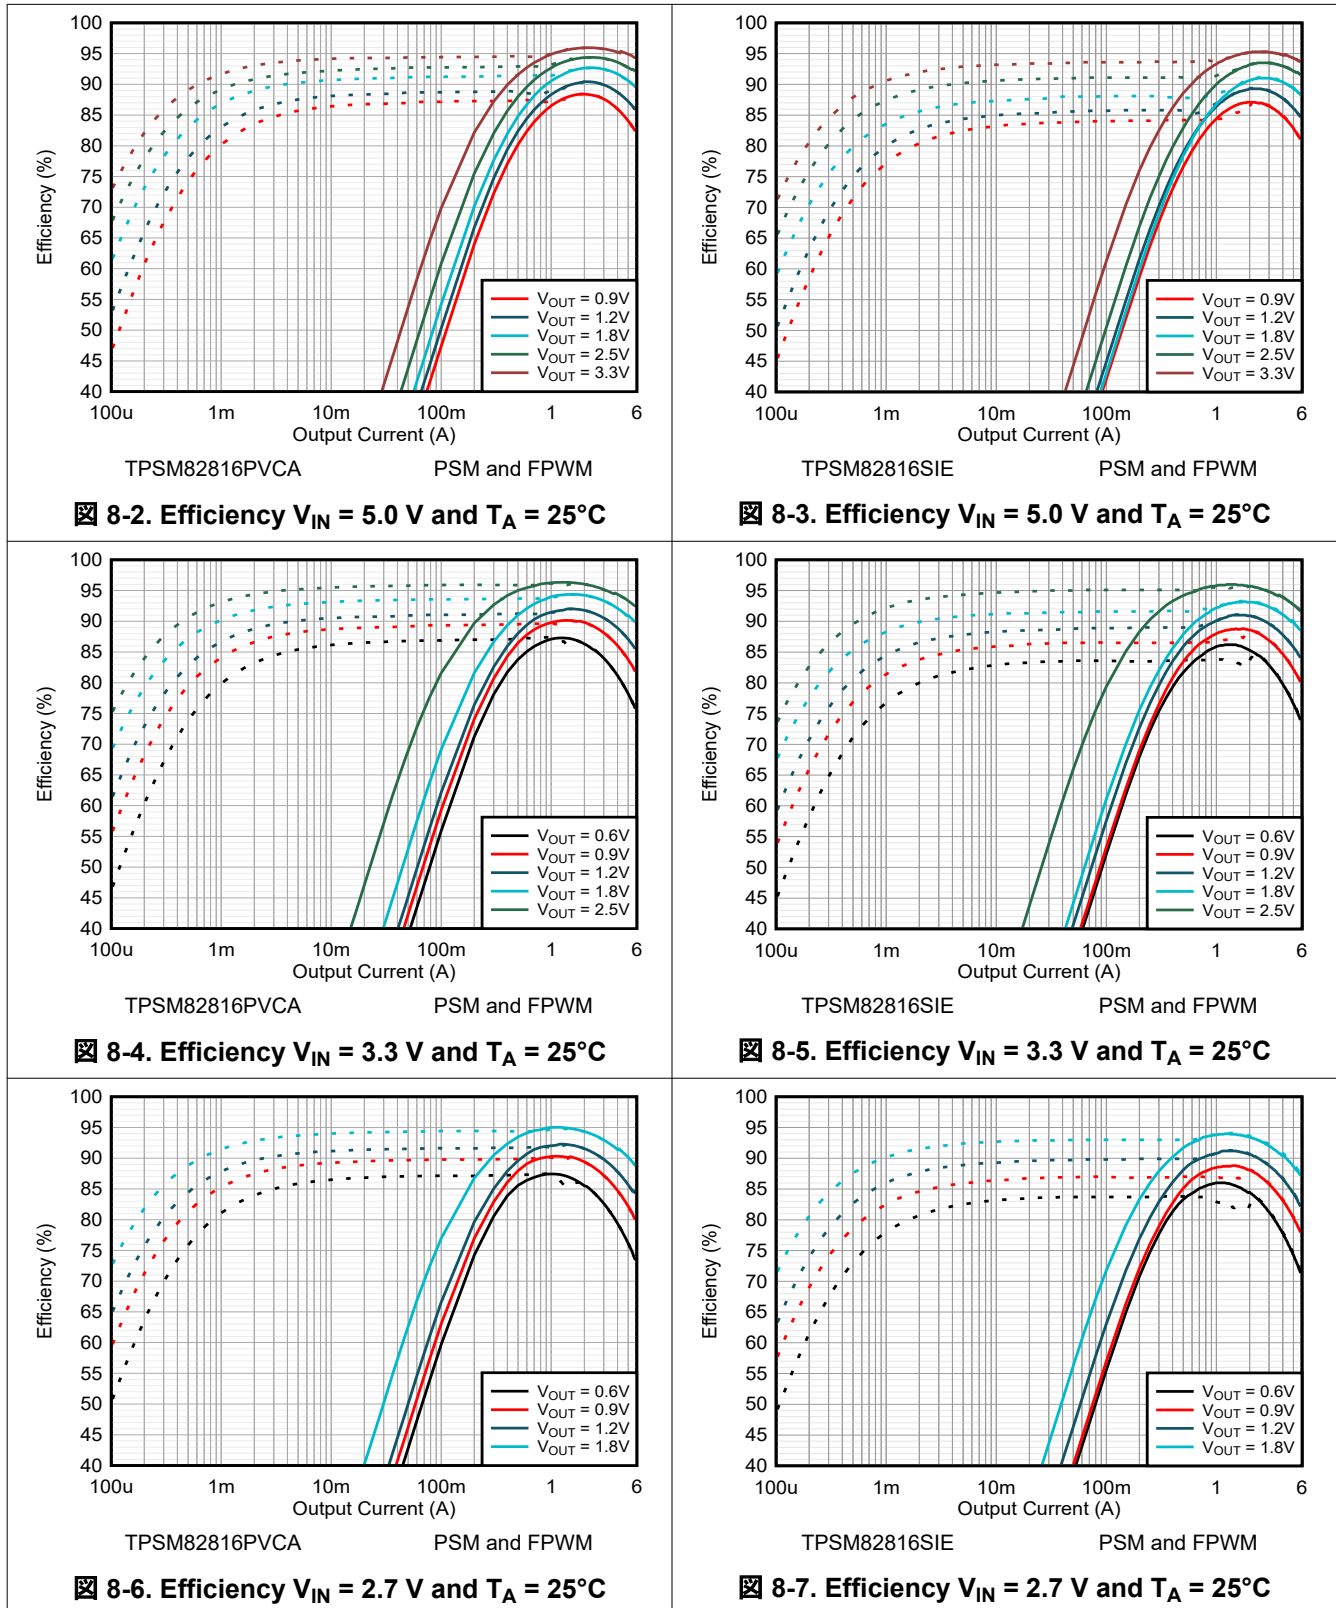 100
95
90
85
80
75
70
65
60
55
50
45
40
Efficiency (%)
VOUT = 0.9V
VOUT = 1.2V
VOUT = 1.8V
VOUT = 2.5V
VOUT = 3.3V
100u 1m 10m 100m 1 6
Output Current (A)
TPSM82816PVCA PSM and FPWM
図 8-2. Efficiency VIN = 5.0 V and TA = 25°C
100
95
90
85
80
75
70
65
60
55
50
45
40
Efficiency (%)
VOUT = 0.9V
VOUT = 1.2V
VOUT = 1.8V
VOUT = 2.5V
VOUT = 3.3V
100u 1m 10m 100m 1 6
Output Current (A)
TPSM82816SIE PSM and FPWM
図 8-3. Efficiency VIN = 5.0 V and TA = 25°C
100
95
90
85
80
75
70
65
60
55
50
45
40
Efficiency (%)
VOUT = 0.6V
VOUT = 0.9V
VOUT = 1.2V
VOUT = 1.8V
VOUT = 2.5V
100u 1m 10m 100m 1 6
Output Current (A)
TPSM82816PVCA PSM and FPWM
図 8-4. Efficiency VIN = 3.3 V and TA = 25°C
100
95
90
85
80
75
70
65
60
55
50
45
40
Efficiency (%)
VOUT = 0.6V
VOUT = 0.9V
VOUT = 1.2V
VOUT = 1.8V
VOUT = 2.5V
100u 1m 10m 100m 1 6
Output Current (A)
TPSM82816SIE PSM and FPWM
図 8-5. Efficiency VIN = 3.3 V and TA = 25°C
100
95
90
85
80
75
70
65
60
55
50
45
40
Efficiency (%)
VOUT = 0.6V
VOUT = 0.9V
VOUT = 1.2V
VOUT = 1.8V
100u 1m 10m 100m 1 6
Output Current (A)
TPSM82816PVCA PSM and FPWM
図 8-6. Efficiency VIN = 2.7 V and TA = 25°C
100
95
90
85
80
75
70
65
60
55
50
45
40
Efficiency (%)
VOUT = 0.6V
VOUT = 0.9V
VOUT = 1.2V
VOUT = 1.8V
100u 1m 10m 100m 1 6
Output Current (A)
TPSM82816SIE PSM and FPWM
図 8-7. Efficiency VIN = 2.7 V and TA = 25°C